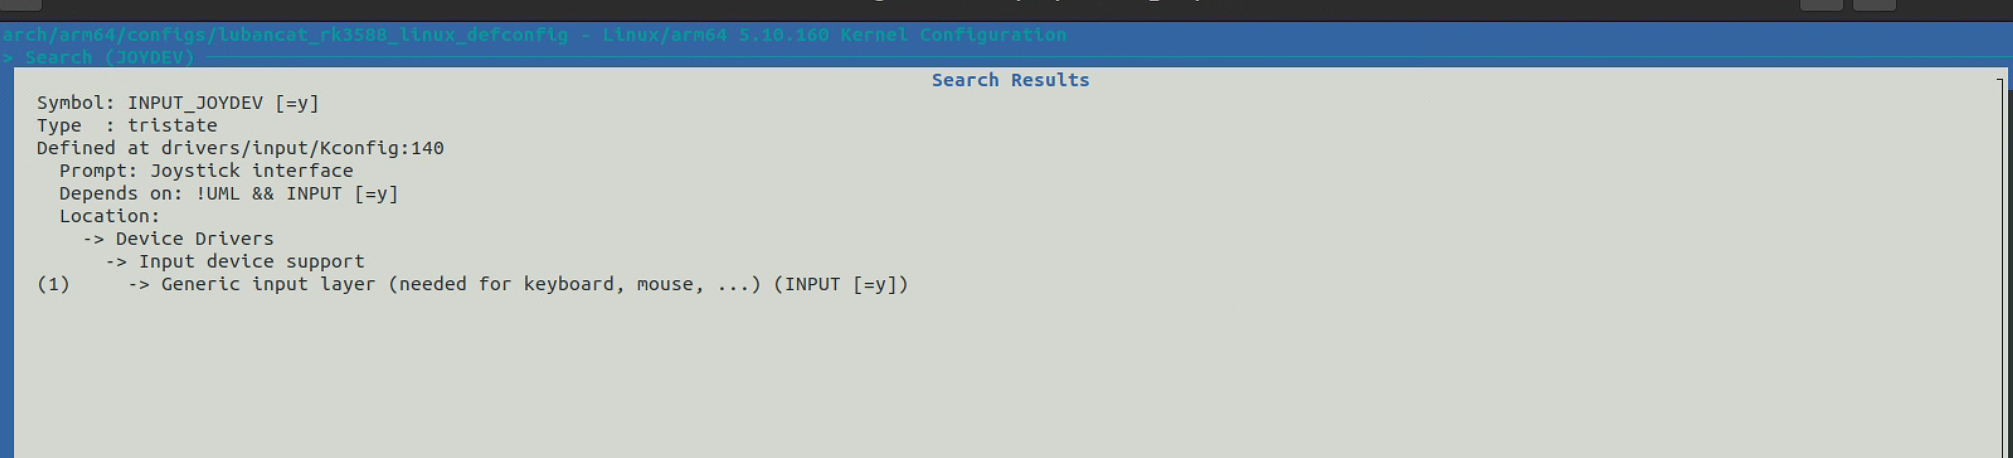 arch/arm64/configs/lubancat_rk3588_linux_defconfig - Linux/arm64 5.10.160 Kernel Configuration
> Search (JOYDEV)
Search Results
Symbol: INPUT_JOYDEV [=y]
Type  : tristate
Defined at drivers/input/Kconfig:140
Prompt: Joystick interface
Depends on: !UML && INPUT [=y]
Location:
-> Device Drivers
-> Input device support
(1)     -> Generic input layer (needed for keyboard, mouse, ...) (INPUT [=y])